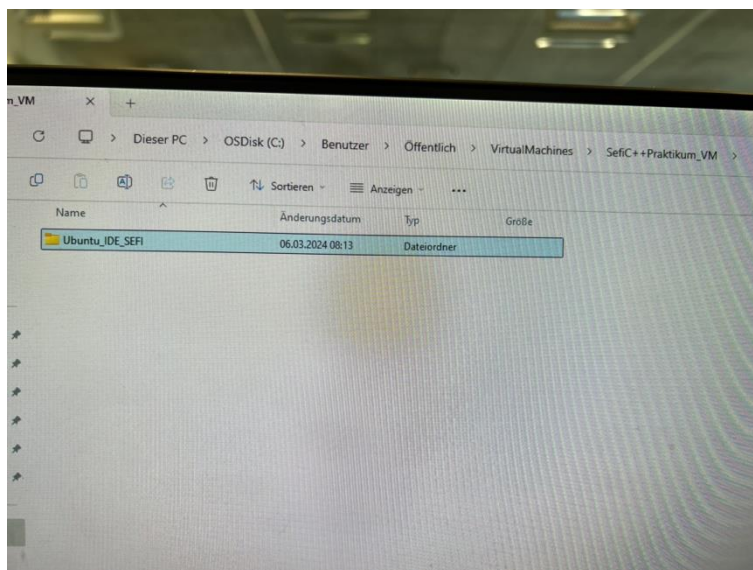 m_VM
Dieser PC > OSDisk (C:) > Benutzer > Öffentlich > VirtualMachines > SefiC++Praktikum_VM >
Sortieren Anzeigen ...
Name Änderungsdatum Typ Größe
Ubuntu_IDE_SEFI 06.03.2024 08:13 Dateiordner